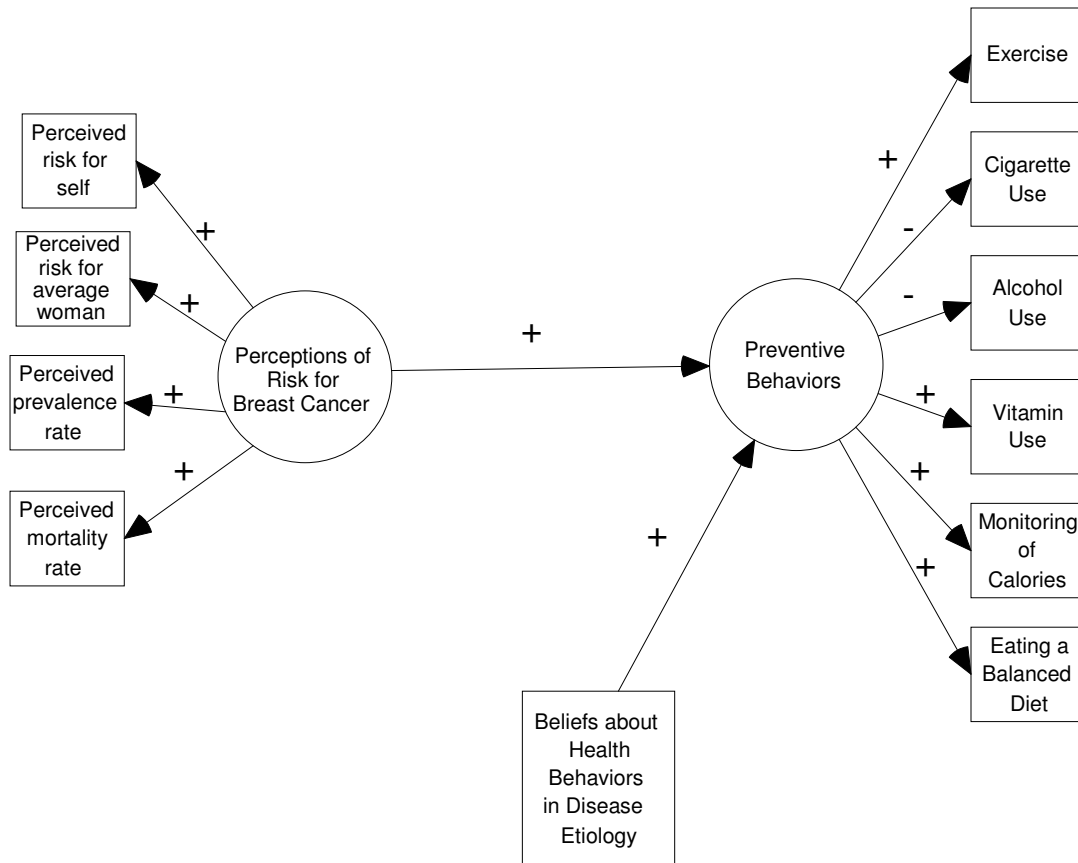 Perceived
risk for
self
+
Perceived
risk for
average
woman
+
Perceived
prevalence
rate
+
Perceived
mortality
rate
+
Perceptions of
Risk for
Breast Cancer
+
Preventive
Behaviors
+
Beliefs about
Health
Behaviors
in Disease
Etiology
+
Exercise
-
Cigarette
Use
-
Alcohol
Use
+
Vitamin
Use
+
Monitoring
of
Calories
+
Eating a
Balanced
Diet